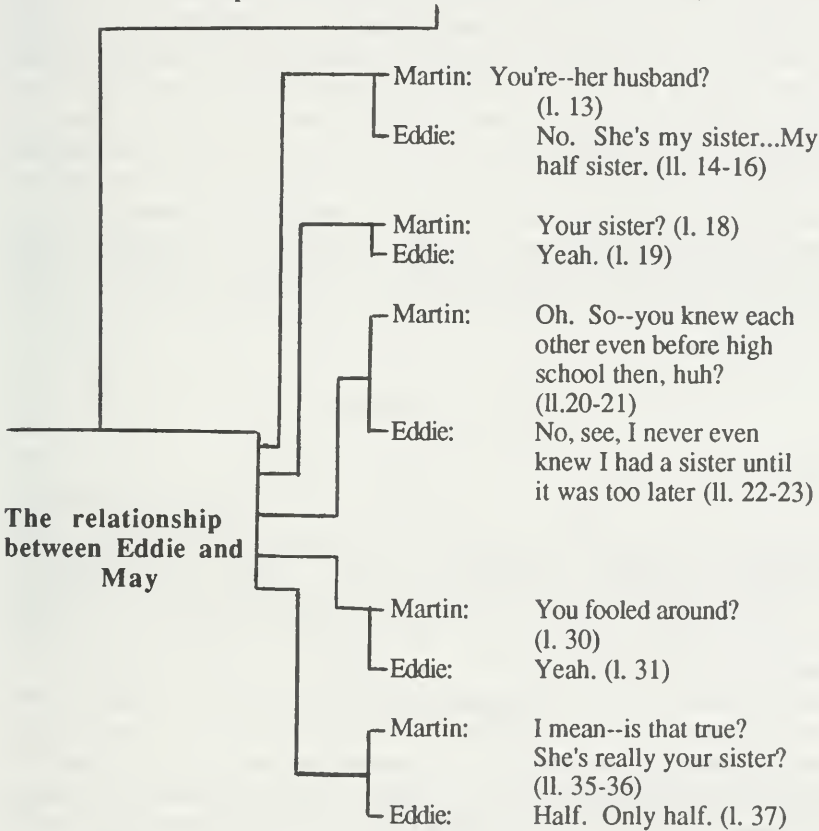 Martin: You're--her husband?
(l. 13)
Eddie: No. She's my sister...My
half sister. (ll. 14-16)
Martin: Your sister? (l. 18)
Eddie: Yeah. (l. 19)
Martin: Oh. So--you knew each
other even before high
school then, huh?
(ll.20-21)
Eddie: No, see, I never even
knew I had a sister until
it was too later (ll. 22-23)
The relationship
between Eddie and
May
Martin: You fooled around?
(l. 30)
Eddie: Yeah. (l. 31)
Martin: I mean--is that true?
She's really your sister?
(ll. 35-36)
Eddie: Half. Only half. (l. 37)